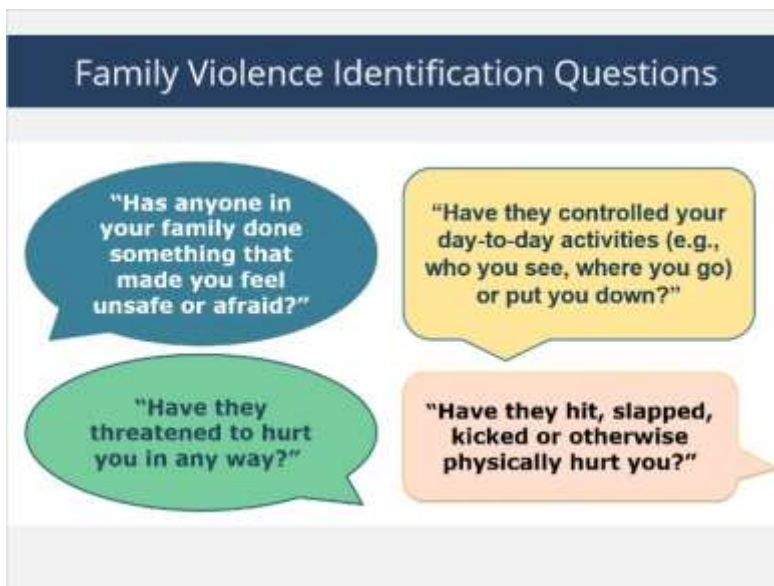 Family Violence Identification Questions
“Has anyone in
your family done
something that
made you feel
unsafe or afraid?”
“Have they controlled your
day-to-day activities (e.g.,
who you see, where you go)
or put you down?”
“Have they
threatened to hurt
you in any way?”
“Have they hit, slapped,
kicked or otherwise
physically hurt you?”